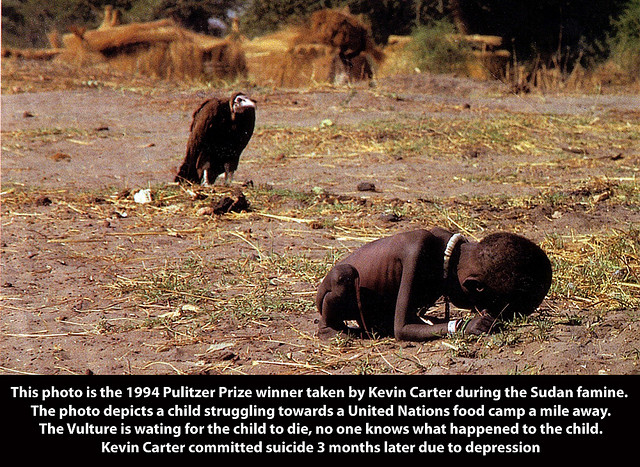 This photo is the 1994 Pulitzer Prize winner taken by Kevin Carter during the Sudan famine.
The photo depicts a child struggling towards a United Nations food camp a mile away.
The Vulture is wating for the child to die, no one knows what happened to the child.
Kevin Carter committed suicide 3 months later due to depression